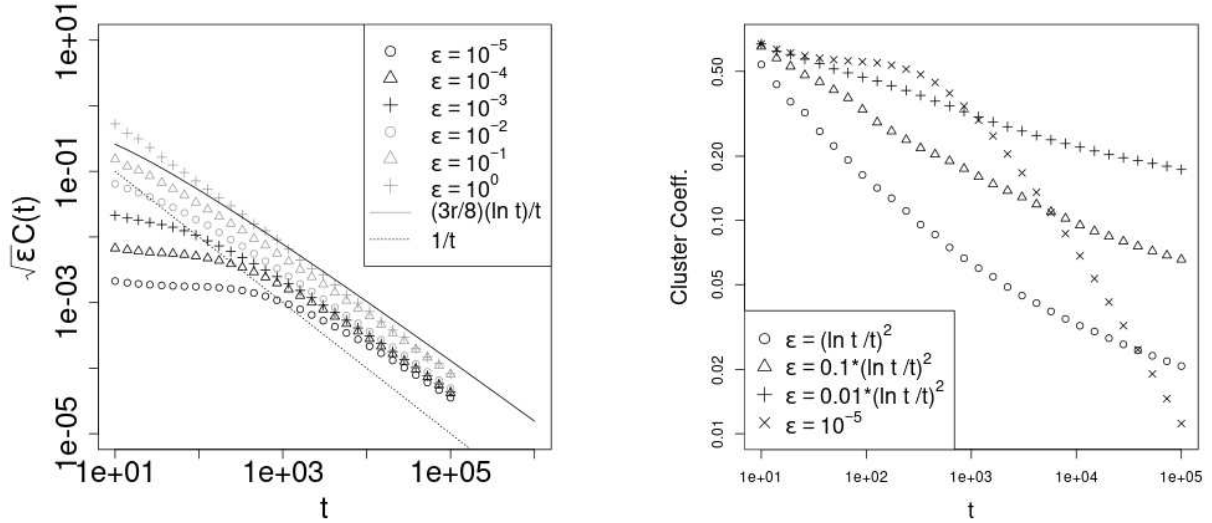 1e+01
1e-01
1e-03
1e-05
√εC(t)
ε = 10⁻⁵
ε = 10⁻⁴
ε = 10⁻³
ε = 10⁻²
ε = 10⁻¹
ε = 10⁰
(3r/8)(ln t)/t
1/t
1e+01 1e+03 1e+05
t
0.50
0.20
0.10
0.05
0.02
0.01
Cluster Coeff.
ε = (ln t /t)²
ε = 0.1*(ln t /t)²
ε = 0.01*(ln t /t)²
ε = 10⁻⁵
1e+01 1e+02 1e+03 1e+04 1e+05
t